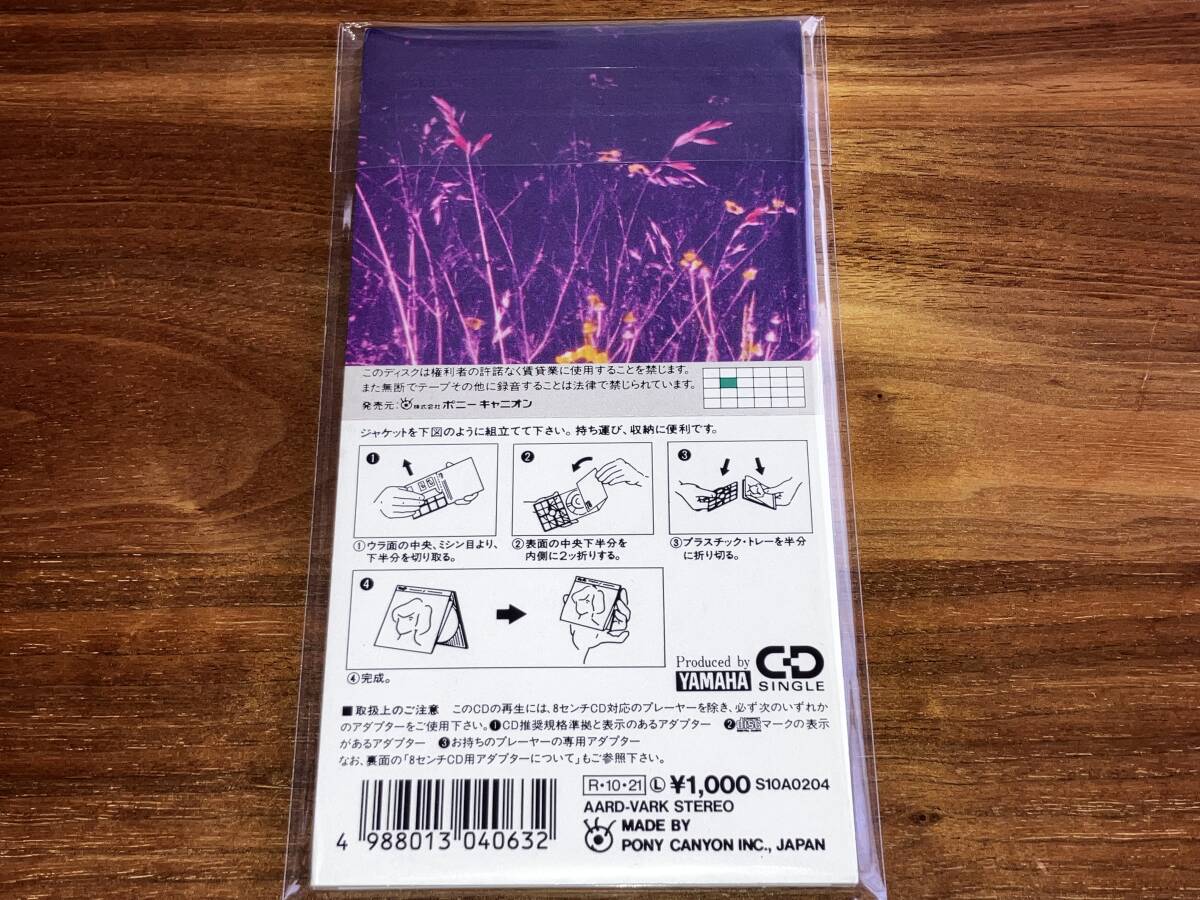 このディスクは権利者の許諾なく賃貸業に使用することを禁じます。
また無断でテープその他に録音することは法律で禁じられています。
発売元:株式会社 ポニーキャニオン
ジャケットを下図のように組立てて下さい。持ち運び、収納に便利です。
❶
❷
❸
①ウラ面の中央、ミシン目より、
下半分を切り取る。
②表面の中央下半分を
内側に2ッ折りする。
③プラスチック・トレーを半分
に折り切る。
❹
④完成。
Produced by
YAMAHA
CD
SINGLE
■取扱上のご注意 このCDの再生には、8センチCD対応のプレーヤーを除き、必ず次のいずれか
のアダプターをご使用下さい。❶CD推奨規格準拠と表示のあるアダプター ❷disc マークの表示
があるアダプター ❸お持ちのプレーヤーの専用アダプター
なお、裏面の「8センチCD用アダプターについて」もご参照下さい。
R・10・21 Ⓛ ¥1,000 S10A0204
AARD-VARK STEREO
MADE BY
PONY CANYON INC., JAPAN
4 988013 040632